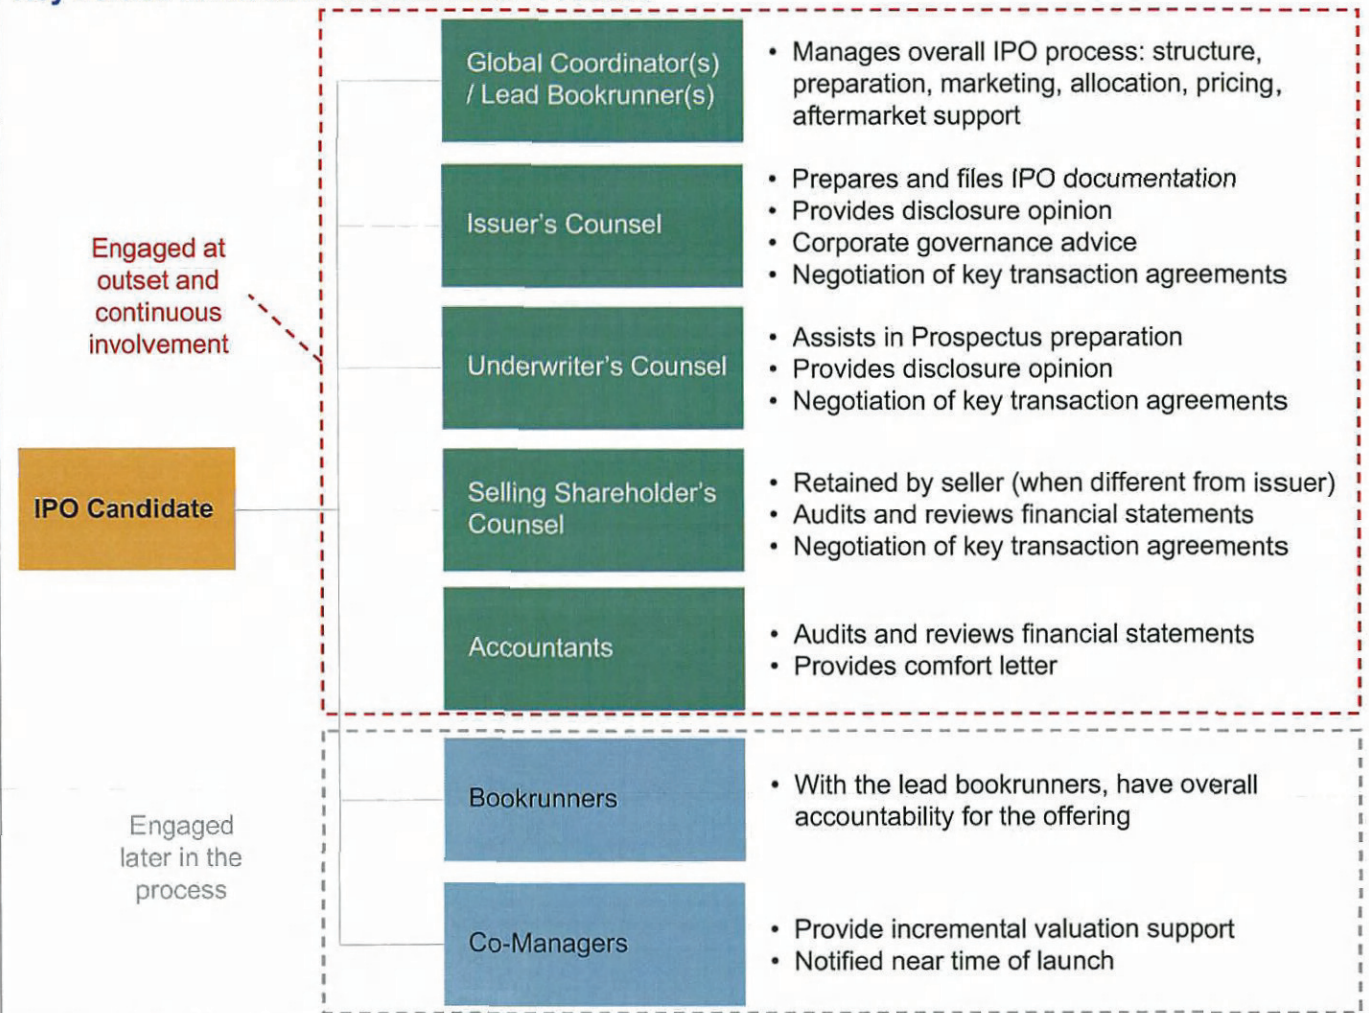 Global Coordinator(s)
/ Lead Bookrunner(s)
• Manages overall IPO process: structure,
preparation, marketing, allocation, pricing,
aftermarket support
Issuer's Counsel
• Prepares and files IPO documentation
• Provides disclosure opinion
• Corporate governance advice
• Negotiation of key transaction agreements
Engaged at
outset and
continuous
involvement
Underwriter's Counsel
• Assists in Prospectus preparation
• Provides disclosure opinion
• Negotiation of key transaction agreements
IPO Candidate
Selling Shareholder's
Counsel
• Retained by seller (when different from issuer)
• Audits and reviews financial statements
• Negotiation of key transaction agreements
Accountants
• Audits and reviews financial statements
• Provides comfort letter
Engaged
later in the
process
Bookrunners
• With the lead bookrunners, have overall
accountability for the offering
Co-Managers
• Provide incremental valuation support
• Notified near time of launch